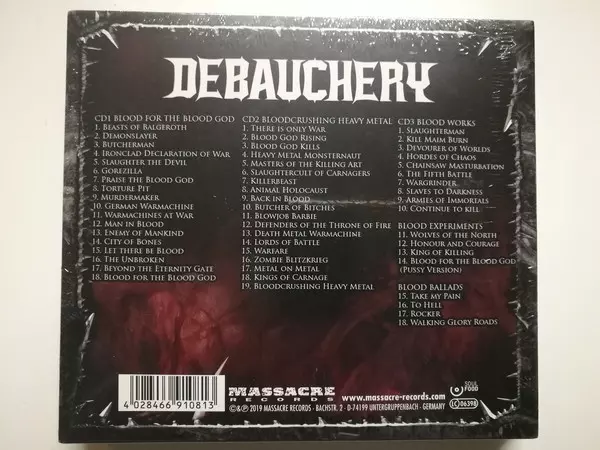 DEBAUCHERY
CD1 BLOOD FOR THE BLOOD GOD
1. BEASTS OF BALGEROTH
2. DEMONSLAYER
3. BUTCHERMAN
4. IRONCLAD DECLARATION OF WAR
5. SLAUGHTER THE DEVIL
6. GOREZILLA
7. PRAISE THE BLOOD GOD
8. TORTURE PIT
9. MURDERMAKER
10. GERMAN WARMACHINE
11. WARMACHINES AT WAR
12. MAN IN BLOOD
13. ENEMY OF MANKIND
14. CITY OF BONES
15. LET THERE BE BLOOD
16. THE UNBROKEN
17. BEYOND THE ETERNITY GATE
18. BLOOD FOR THE BLOOD GOD
CD2 BLOODCRUSHING HEAVY METAL
1. THERE IS ONLY WAR
2. BLOOD GOD RISING
3. BLOOD GOD KILLS
4. HEAVY METAL MONSTERNAUT
5. MASTERS OF THE KILLING ART
6. SLAUGHTERCULT OF CARNAGERS
7. KILLERBEAST
8. ANIMAL HOLOCAUST
9. BACK IN BLOOD
10. BUTCHER OF BITCHES
11. BLOWJOB BARBIE
12. DEFENDERS OF THE THRONE OF FIRE
13. DEATH METAL WARMACHINE
14. LORDS OF BATTLE
15. WARFARE
16. ZOMBIE BLITZKRIEG
17. METAL ON METAL
18. KINGS OF CARNAGE
19. BLOODCRUSHING HEAVY METAL
CD3 BLOOD WORKS
1. SLAUGHTERMAN
2. KILL MAIM BURN
3. DEVOURER OF WORLDS
4. HORDES OF CHAOS
5. CHAINSAW MASTURBATION
6. THE FIFTH BATTLE
7. WARGRINDER
8. SLAVES TO DARKNESS
9. ARMIES OF IMMORTALS
10. CONTINUE TO KILL
BLOOD EXPERIMENTS
11. WOLVES OF THE NORTH
12. HONOUR AND COURAGE
13. KING OF KILLING
14. BLOOD FOR THE BLOOD GOD
(PUSSY VERSION)
BLOOD BALLADS
15. TAKE MY PAIN
16. TO HELL
17. ROCKER
18. WALKING GLORY ROADS
4 028466 910813
MASSACRE
RECORDS
www.massacre-records.com
SOUL
FOOD
LC 06398
©&℗ 2019 MASSACRE RECORDS - BACHSTR. 2 - D-74199 UNTERGRUPPENBACH - GERMANY